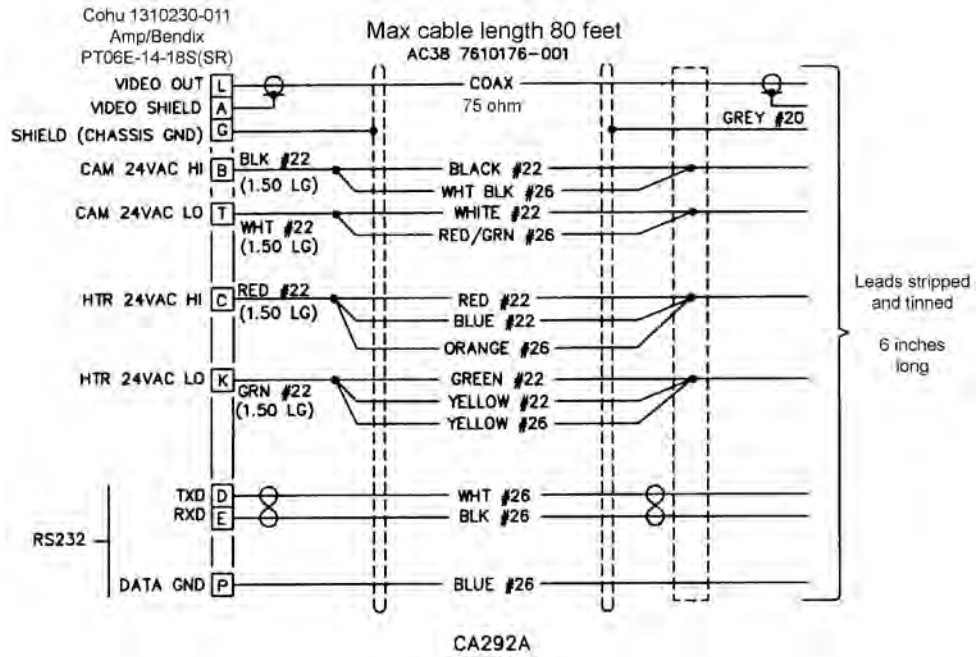 Cohu 1310230-011
Amp/Bendix
PT06E-14-18S(SR)
Max cable length 80 feet
AC38 7610176-001
VIDEO OUT L COAX
VIDEO SHIELD A 75 ohm
GREY #20
SHIELD (CHASSIS GND) G
CAM 24VAC HI B BLK #22 BLACK #22
(1.50 LG) WHT BLK #26
CAM 24VAC LO T WHITE #22
WHT #22 RED/GRN #26
(1.50 LG)
HTR 24VAC HI C RED #22 RED #22
(1.50 LG) BLUE #22
ORANGE #26
HTR 24VAC LO K GREEN #22
GRN #22 YELLOW #22
(1.50 LG) YELLOW #26
Leads stripped
and tinned
6 inches
long
RS232
TXD D WHT #26
RXD E BLK #26
DATA GND P BLUE #26
CA292A